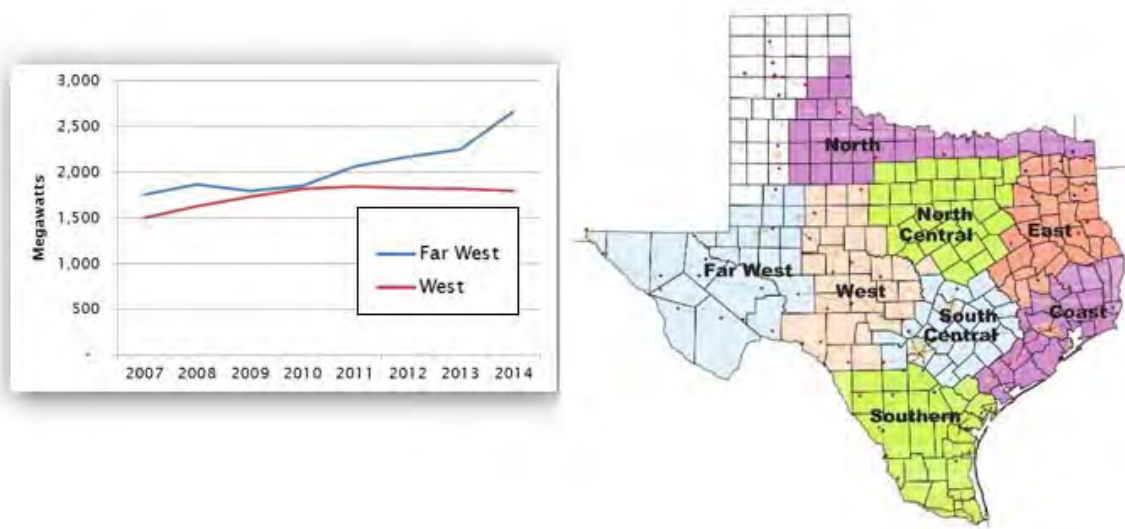 3,000
2,500
2,000
1,500
1,000
500
-
Megawatts
2007 2008 2009 2010 2011 2012 2013 2014
Far West
West
North
North
Central
East
Far West
West
South
Central
Coast
Southern